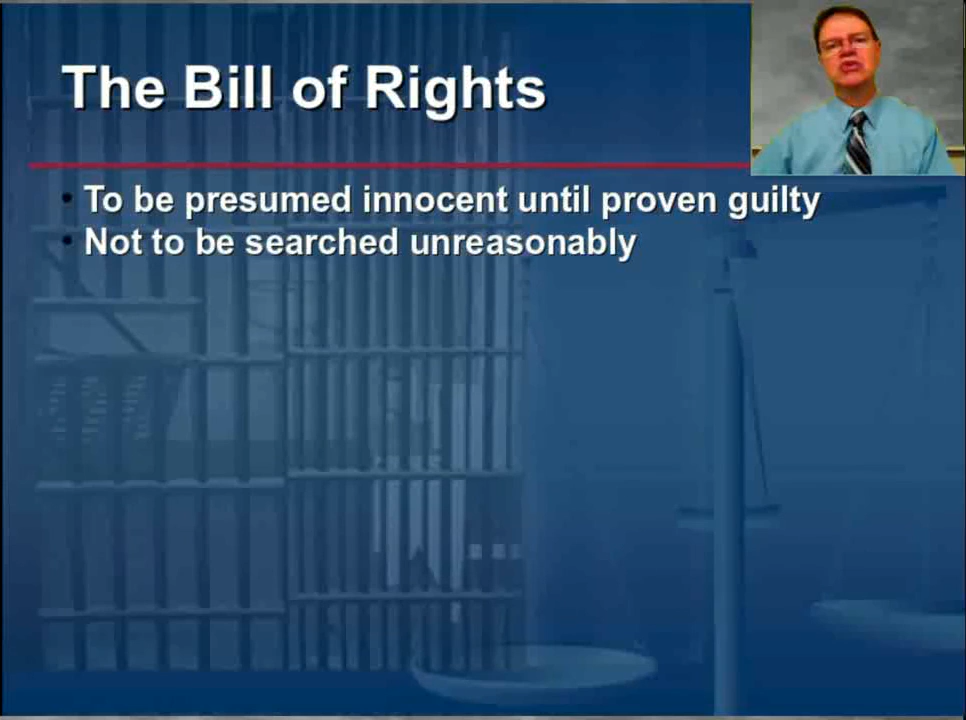 The Bill of Rights
• To be presumed innocent until proven guilty
• Not to be searched unreasonably